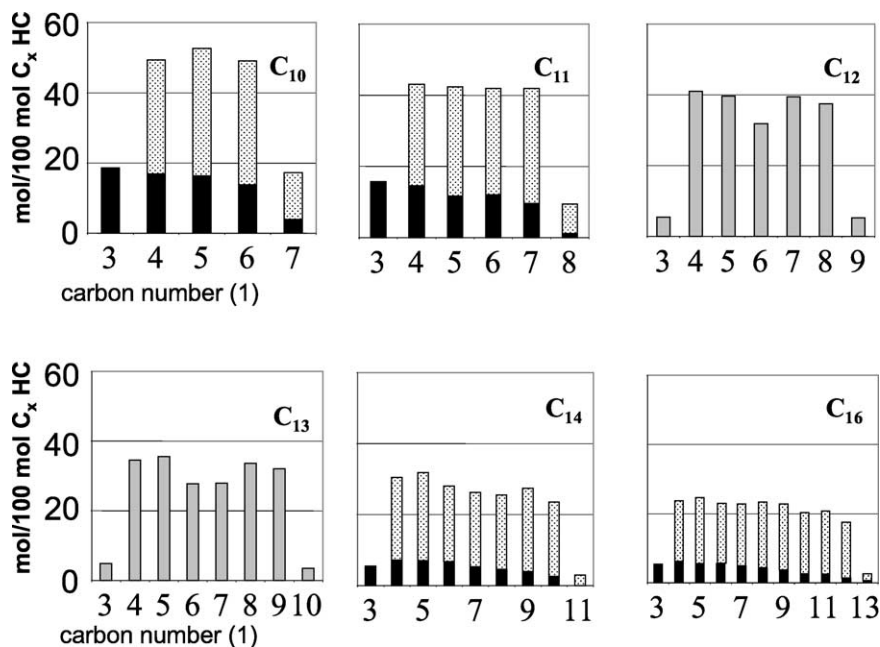 mol/100 mol Cx HC
60
40
20
0
C10
3 4 5 6 7
carbon number (1)
C11
3 4 5 6 7 8
C12
3 4 5 6 7 8 9
mol/100 mol Cx HC
60
40
20
0
C13
3 4 5 6 7 8 9 10
carbon number (1)
C14
3 5 7 9 11
C16
3 5 7 9 11 13